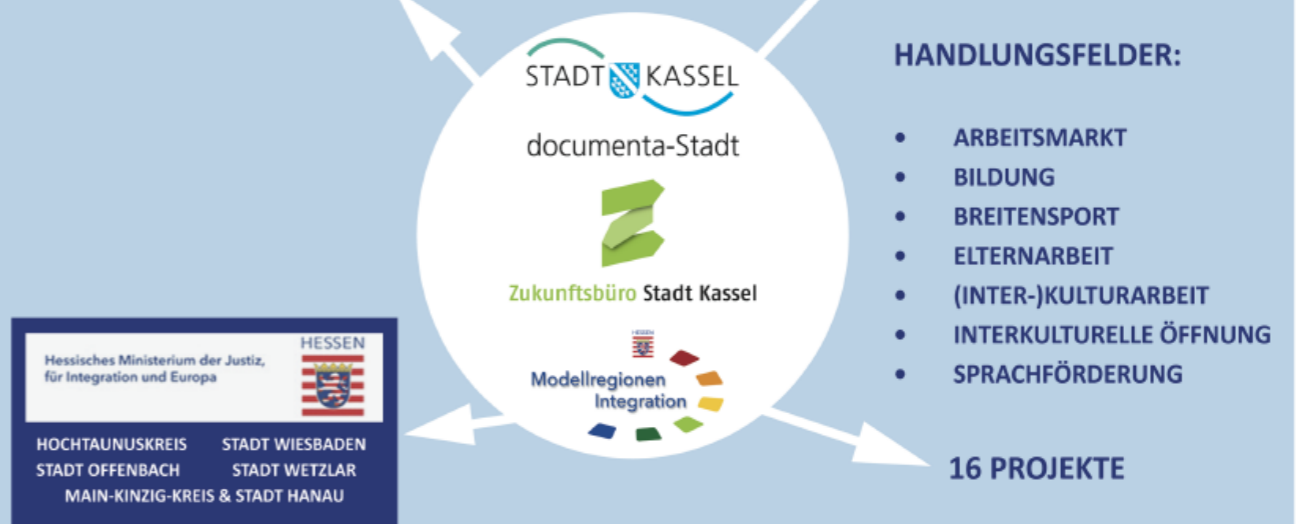 STADT KASSEL
documenta-Stadt
Zukunftsbüro Stadt Kassel
HESSEN
Modellregionen
Integration
HANDLUNGSFELDER:
• ARBEITSMARKT
• BILDUNG
• BREITENSPORT
• ELTERNARBEIT
• (INTER-)KULTURARBEIT
• INTERKULTURELLE ÖFFNUNG
• SPRACHFÖRDERUNG
16 PROJEKTE
HESSEN
Hessisches Ministerium der Justiz,
für Integration und Europa
HOCHTAUNUSKREIS STADT WIESBADEN
STADT OFFENBACH STADT WETZLAR
MAIN-KINZIG-KREIS & STADT HANAU